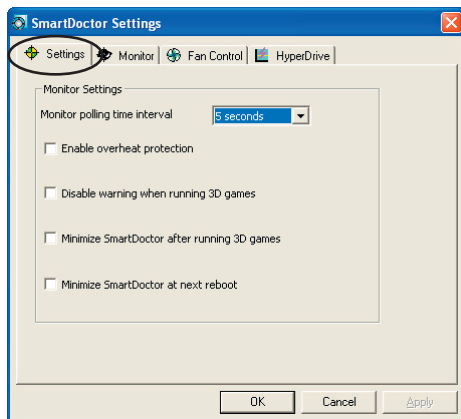 SmartDoctor Settings
Settings Monitor Fan Control HyperDrive
Monitor Settings
Monitor polling time interval 5 seconds
Enable overheat protection
Disable warning when running 3D games
Minimize SmartDoctor after running 3D games
Minimize SmartDoctor at next reboot
OK Cancel Apply